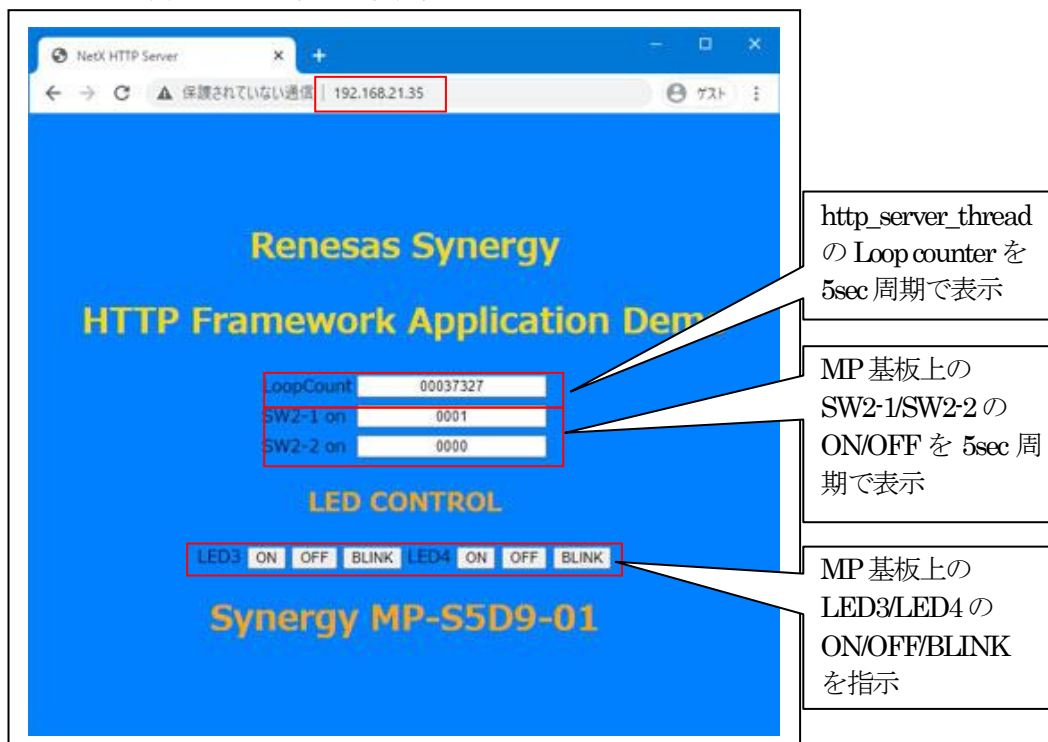 NetX HTTP Server
保護されていない通信 | 192.168.21.35
ゲスト
Renesas Synergy
HTTP Framework Application Dem
LoopCount 00037327
SW2-1 on 0001
SW2-2 on 0000
LED CONTROL
LED3 ON OFF BLINK LED4 ON OFF BLINK
Synergy MP-S5D9-01
http_server_thread
の Loop counter を
5sec 周期で表示
MP 基板上の
SW2-1/SW2-2 の
ON/OFF を 5sec 周
期で表示
MP 基板上の
LED3/LED4 の
ON/OFF/BLINK
を指示